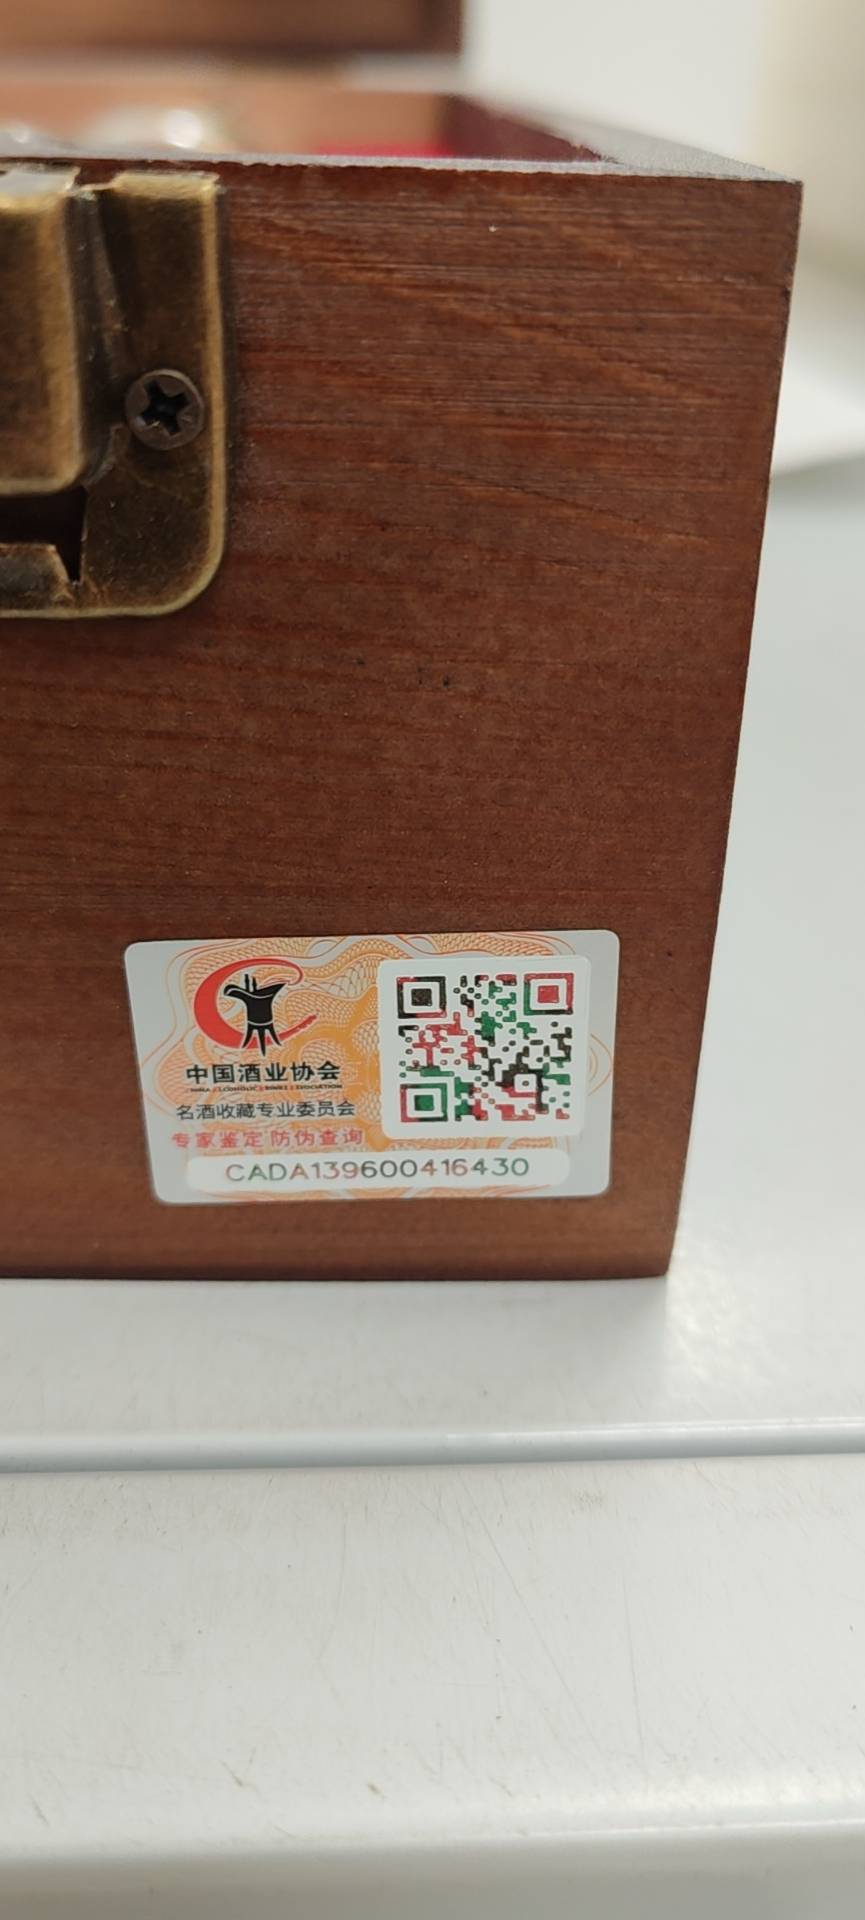 中国酒业协会
名酒收藏专业委员会
专家鉴定 防伪查询
CADA139600416430